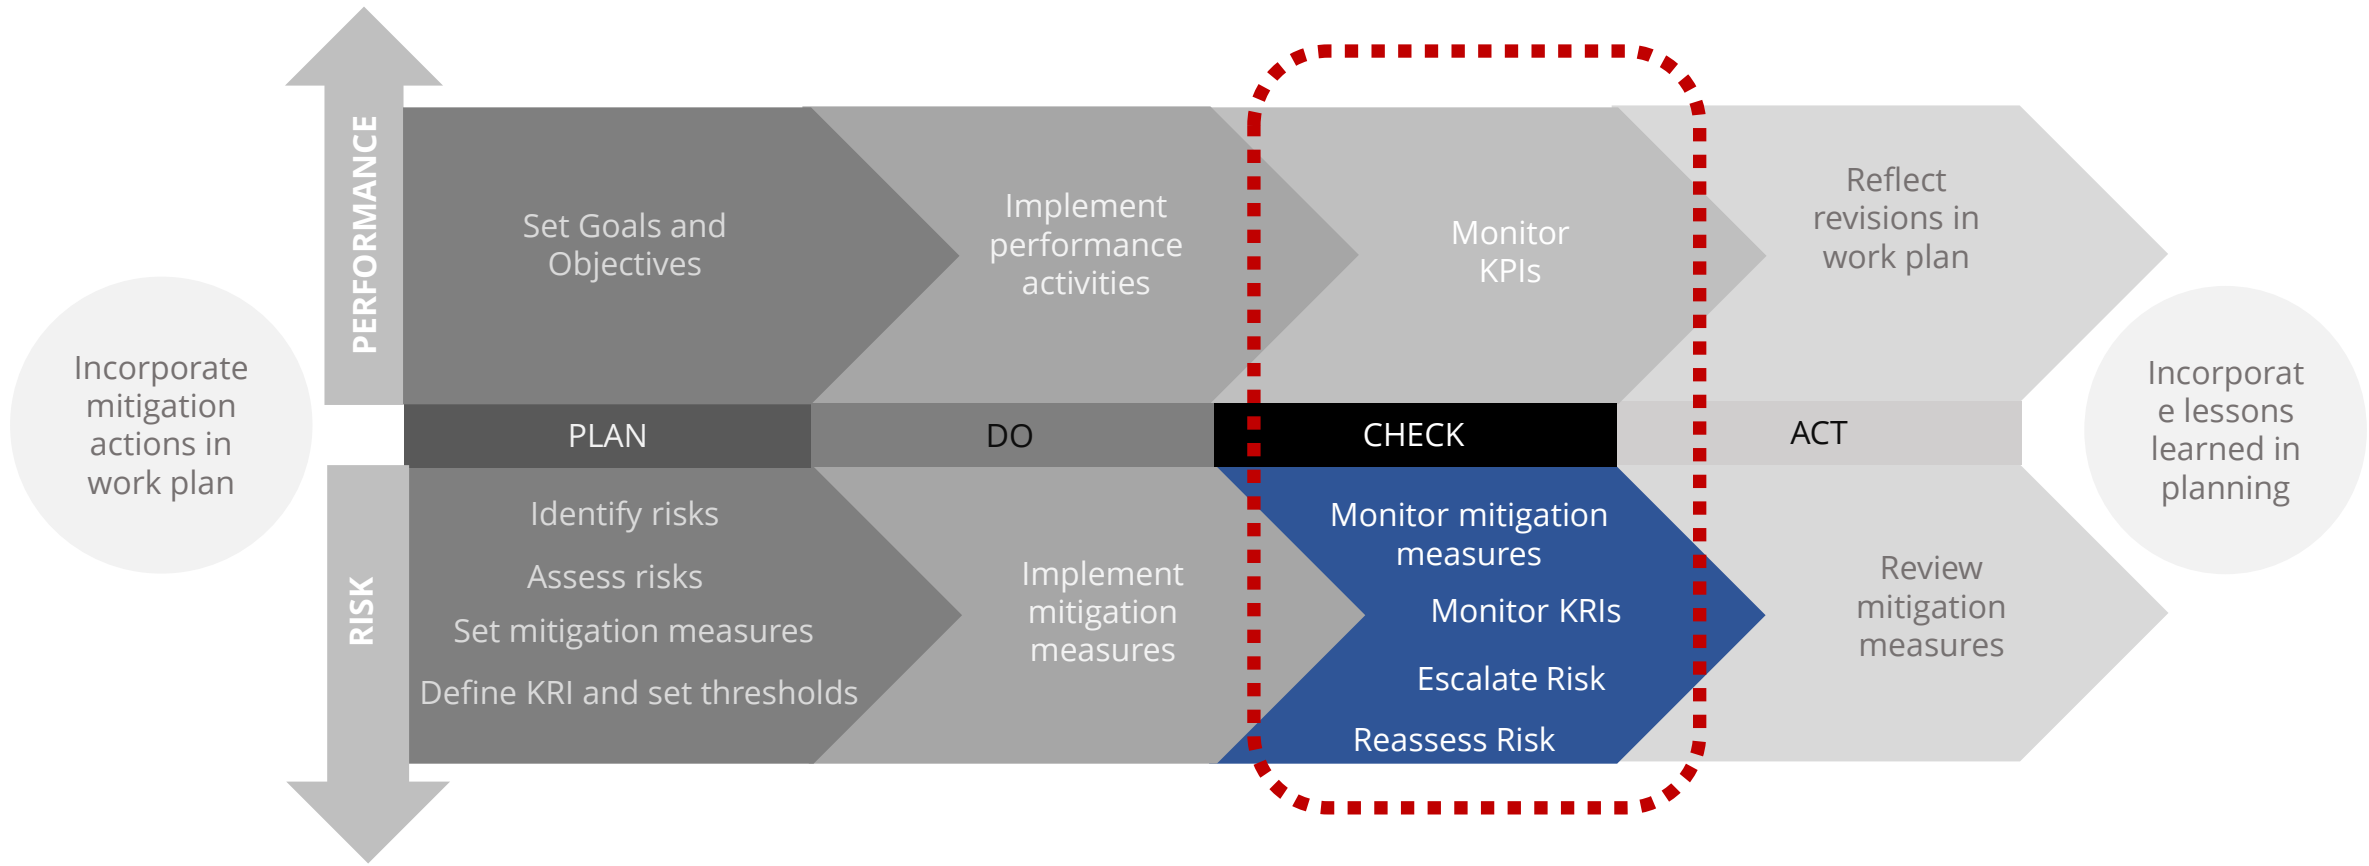 PERFORMANCE
Set Goals and
Objectives
Implement
performance
activities
Monitor
KPIs
Reflect
revisions in
work plan
Incorporate
mitigation
actions in
work plan
PLAN
DO
CHECK
ACT
Incorporat
e lessons
learned in
planning
RISK
Identify risks
Assess risks
Set mitigation measures
Define KRI and set thresholds
Implement
mitigation
measures
Monitor mitigation
measures
Monitor KRIs
Escalate Risk
Reassess Risk
Review
mitigation
measures